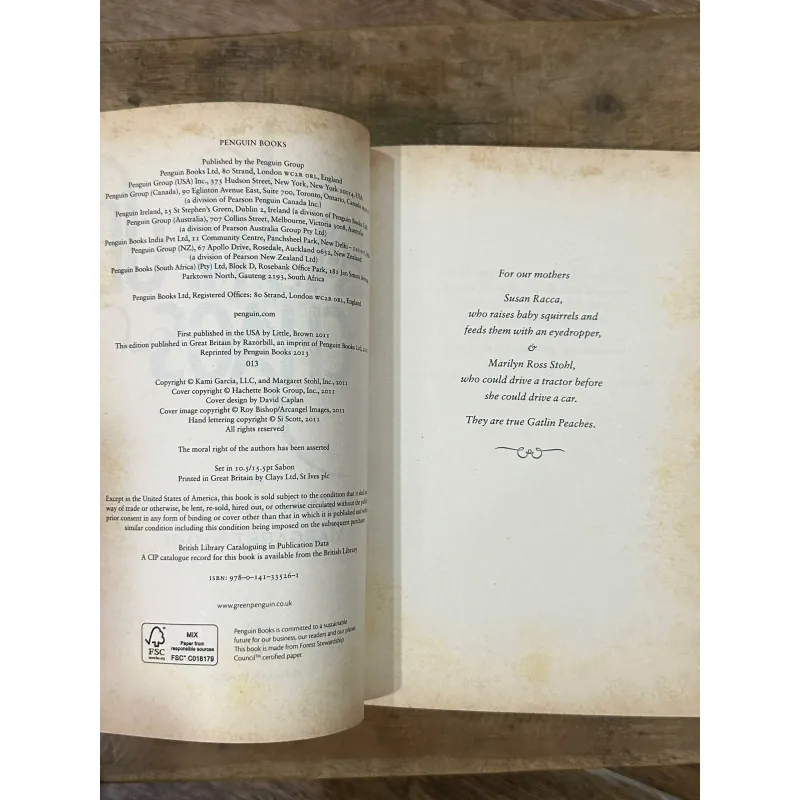 PENGUIN BOOKS
Published by the Penguin Group
Penguin Books Ltd, 80 Strand, London WC2R 0RL, England
Penguin Group (USA) Inc., 375 Hudson Street, New York, New York 10014, USA
Penguin Group (Canada), 90 Eglinton Avenue East, Suite 700, Toronto, Ontario, Canada
(a division of Pearson Penguin Canada Inc.)
Penguin Ireland, 25 St Stephen's Green, Dublin 2, Ireland (a division of Penguin Books Ltd)
Penguin Group (Australia), 707 Collins Street, Melbourne, Victoria 3008, Australia
(a division of Pearson Australia Group Pty Ltd)
Penguin Books India Pvt Ltd, 11 Community Centre, Panchsheel Park, New Delhi –
Penguin Group (NZ), 67 Apollo Drive, Rosedale, Auckland 0632, New Zealand
(a division of Pearson New Zealand Ltd)
Penguin Books (South Africa) (Pty) Ltd, Block D, Rosebank Office Park, 181 Jan Smuts Avenue,
Parktown North, Gauteng 2193, South Africa
Penguin Books Ltd, Registered Offices: 80 Strand, London WC2R 0RL, England
penguin.com
First published in the USA by Little, Brown 2011
This edition published in Great Britain by Razorbill, an imprint of Penguin Books Ltd,
Reprinted by Penguin Books 2013
013
Copyright © Kami Garcia, LLC, and Margaret Stohl, Inc., 2011
Cover copyright © Hachette Book Group, Inc., 2011
Cover design by David Caplan
Cover image copyright © Roy Bishop/Arcangel Images, 2011
Hand lettering copyright © Si Scott, 2011
All rights reserved
The moral right of the authors has been asserted
Set in 10.5/15.5pt Sabon
Printed in Great Britain by Clays Ltd, St Ives plc
Except in the United States of America, this book is sold subject to the condition that it shall
way of trade or otherwise, be lent, re-sold, hired out, or otherwise circulated without the
prior consent in any form of binding or cover other than that in which it is published and
similar condition including this condition being imposed on the subsequent purchaser
British Library Cataloguing in Publication Data
A CIP catalogue record for this book is available from the British Library
ISBN: 978-0-141-33526-1
www.greenpenguin.co.uk
FSC
www.fsc.org
MIX
Paper from
responsible sources
FSC® C018179
Penguin Books is committed to a sustainable
future for our business, our readers and our planet.
This book is made from Forest Stewardship
Council™ certified paper.
For our mothers
Susan Racca,
who raises baby squirrels and
feeds them with an eyedropper,
&
Marilyn Ross Stohl,
who could drive a tractor before
she could drive a car.
They are true Gatlin Peaches.